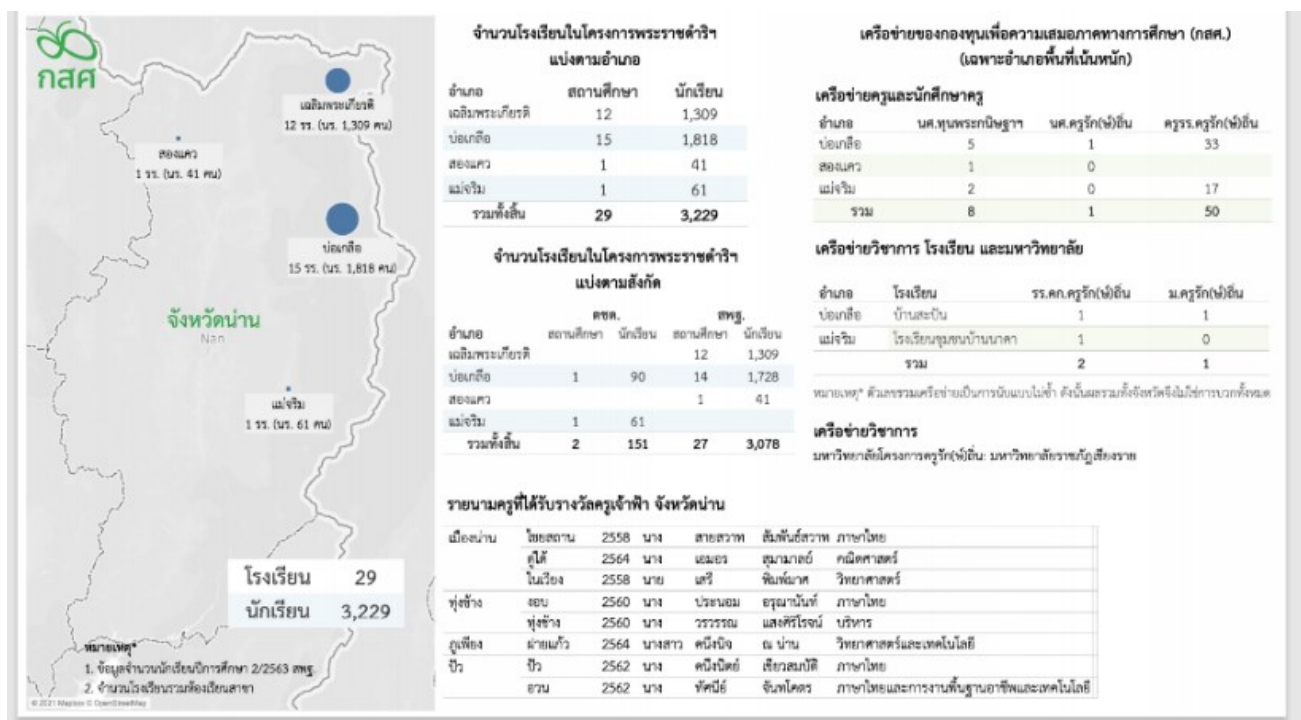 กสศ
เฉลิมพระเกียรติ
12 รร. (นร. 1,309 คน)
สองแคว
1 รร. (นร. 41 คน)
บ่อเกลือ
15 รร. (นร. 1,818 คน)
จังหวัดน่าน
Nan
แม่จริม
1 รร. (นร. 61 คน)
โรงเรียน 29
นักเรียน 3,229
หมายเหตุ*
1. ข้อมูลจำนวนนักเรียนปีการศึกษา 2/2563 สพฐ.
2. จำนวนโรงเรียนรวมห้องเรียนสาขา
© 2021 Mapbox © OpenStreetMap
จำนวนโรงเรียนในโครงการพระราชดำริฯ
แบ่งตามอำเภอ
อำเภอ สถานศึกษา นักเรียน
เฉลิมพระเกียรติ 12 1,309
บ่อเกลือ 15 1,818
สองแคว 1 41
แม่จริม 1 61
รวมทั้งสิ้น 29 3,229
จำนวนโรงเรียนในโครงการพระราชดำริฯ
แบ่งตามสังกัด
ตชด. สพฐ.
อำเภอ สถานศึกษา นักเรียน สถานศึกษา นักเรียน
เฉลิมพระเกียรติ 12 1,309
บ่อเกลือ 1 90 14 1,728
สองแคว 1 41
แม่จริม 1 61
รวมทั้งสิ้น 2 151 27 3,078
เครือข่ายของกองทุนเพื่อความเสมอภาคทางการศึกษา (กสศ.)
(เฉพาะอำเภอพื้นที่เน้นหนัก)
เครือข่ายครูและนักศึกษาครู
อำเภอ นศ.ทุนพระกนิษฐาฯ นศ.ครูรัก(ษ์)ถิ่น ครูรร.ครูรัก(ษ์)ถิ่น
บ่อเกลือ 5 1 33
สองแคว 1 0
แม่จริม 2 0 17
รวม 8 1 50
เครือข่ายวิชาการ โรงเรียน และมหาวิทยาลัย
อำเภอ โรงเรียน รร.คก.ครูรัก(ษ์)ถิ่น ม.ครูรัก(ษ์)ถิ่น
บ่อเกลือ บ้านสะปัน 1 1
แม่จริม โรงเรียนชุมชนบ้านนาคา 1 0
รวม 2 1
หมายเหตุ* ตัวเลขรวมเครือข่ายเป็นการนับแบบไม่ซ้ำ ดังนั้นผลรวมทั้งจังหวัดจึงไม่ใช่การบวกทั้งหมด
เครือข่ายวิชาการ
มหาวิทยาลัยโครงการครูรัก(ษ์)ถิ่น: มหาวิทยาลัยราชภัฏเชียงราย
รายนามครูที่ได้รับรางวัลครูเจ้าฟ้า จังหวัดน่าน
เมืองน่าน ไชยสถาน 2558 นาง สายสวาท สัมพันธ์สวาท ภาษาไทย
ดู่ใต้ 2564 นาง เอมอร สุมามาลย์ คณิตศาสตร์
ในเวียง 2558 นาย เสรี พิมพ์มาศ วิทยาศาสตร์
ทุ่งช้าง งอบ 2560 นาง ประนอม อรุณานันท์ ภาษาไทย
ทุ่งช้าง 2560 นาง วรวรรณ แสงศิริโรจน์ บริหาร
ภูเพียง ฝายแก้ว 2564 นางสาว คนึงนิจ ณ น่าน วิทยาศาสตร์และเทคโนโลยี
ปัว ปัว 2562 นาง คนึงนิตย์ เขียวสมบัติ ภาษาไทย
อวน 2562 นาง ทัศนีย์ จันทโคตร ภาษาไทยและการงานพื้นฐานอาชีพและเทคโนโลยี